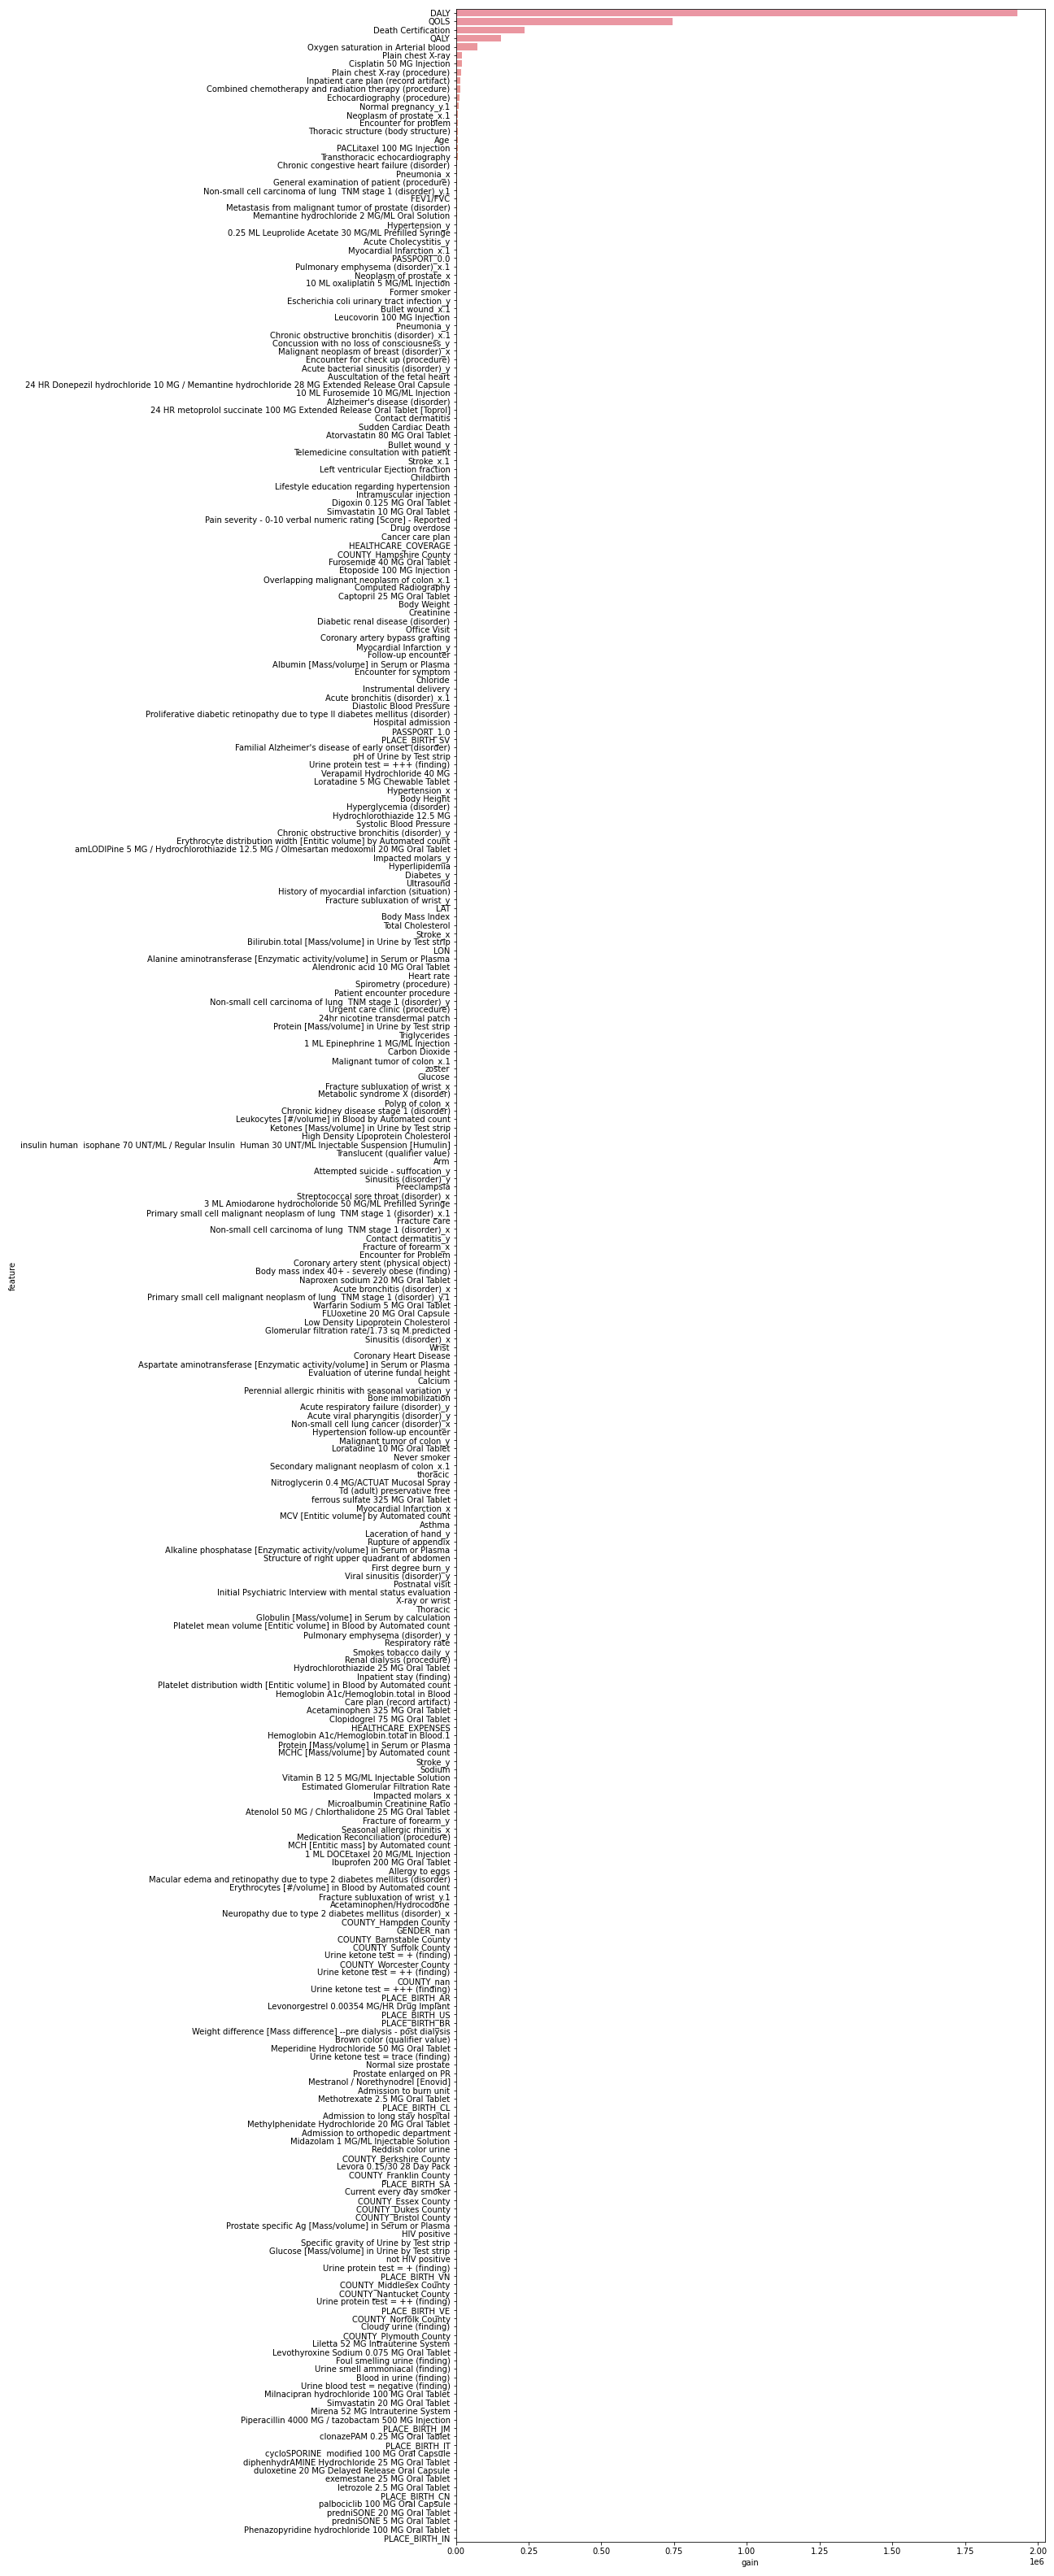 DALY
QOLS
Death Certification
QALY
Oxygen saturation in Arterial blood
Plain chest X-ray
Cisplatin 50 MG Injection
Plain chest X-ray (procedure)
Inpatient care plan (record artifact)
Combined chemotherapy and radiation therapy (procedure)
Echocardiography (procedure)
Normal pregnancy_y.1
Neoplasm of prostate_x.1
Encounter for problem
Thoracic structure (body structure)
Age
PACLitaxel 100 MG Injection
Transthoracic echocardiography
Chronic congestive heart failure (disorder)
Pneumonia_x
General examination of patient (procedure)
Non-small cell carcinoma of lung  TNM stage 1 (disorder)_y.1
FEV1/FVC
Metastasis from malignant tumor of prostate (disorder)
Memantine hydrochloride 2 MG/ML Oral Solution
Hypertension_y
0.25 ML Leuprolide Acetate 30 MG/ML Prefilled Syringe
Acute Cholecystitis_y
Myocardial Infarction_x.1
PASSPORT_0.0
Pulmonary emphysema (disorder)_x.1
Neoplasm of prostate_x
10 ML oxaliplatin 5 MG/ML Injection
Former smoker
Escherichia coli urinary tract infection_y
Bullet wound_x.1
Leucovorin 100 MG Injection
Pneumonia_y
Chronic obstructive bronchitis (disorder)_x.1
Concussion with no loss of consciousness_y
Malignant neoplasm of breast (disorder)_x
Encounter for check up (procedure)
Acute bacterial sinusitis (disorder)_y
Auscultation of the fetal heart
24 HR Donepezil hydrochloride 10 MG / Memantine hydrochloride 28 MG Extended Release Oral Capsule
10 ML Furosemide 10 MG/ML Injection
Alzheimer's disease (disorder)
24 HR metoprolol succinate 100 MG Extended Release Oral Tablet [Toprol]
Contact dermatitis
Sudden Cardiac Death
Atorvastatin 80 MG Oral Tablet
Bullet wound_y
Telemedicine consultation with patient
Stroke_x.1
Left ventricular Ejection fraction
Childbirth
Lifestyle education regarding hypertension
Intramuscular injection
Digoxin 0.125 MG Oral Tablet
Simvastatin 10 MG Oral Tablet
Pain severity - 0-10 verbal numeric rating [Score] - Reported
Drug overdose
Cancer care plan
HEALTHCARE_COVERAGE
COUNTY_Hampshire County
Furosemide 40 MG Oral Tablet
Etoposide 100 MG Injection
Overlapping malignant neoplasm of colon_x.1
Computed Radiography
Captopril 25 MG Oral Tablet
Body Weight
Creatinine
Diabetic renal disease (disorder)
Office Visit
Coronary artery bypass grafting
Myocardial Infarction_y
Follow-up encounter
Albumin [Mass/volume] in Serum or Plasma
Encounter for symptom
Chloride
Instrumental delivery
Acute bronchitis (disorder)_x.1
Diastolic Blood Pressure
Proliferative diabetic retinopathy due to type II diabetes mellitus (disorder)
Hospital admission
PASSPORT_1.0
PLACE_BIRTH_SV
Familial Alzheimer's disease of early onset (disorder)
pH of Urine by Test strip
Urine protein test = +++ (finding)
Verapamil Hydrochloride 40 MG
Loratadine 5 MG Chewable Tablet
Hypertension_x
Body Height
Hyperglycemia (disorder)
Hydrochlorothiazide 12.5 MG
Systolic Blood Pressure
Chronic obstructive bronchitis (disorder)_y
Erythrocyte distribution width [Entitic volume] by Automated count
amLODIPine 5 MG / Hydrochlorothiazide 12.5 MG / Olmesartan medoxomil 20 MG Oral Tablet
Impacted molars_y
Hyperlipidemia
Diabetes_y
Ultrasound
History of myocardial infarction (situation)
Fracture subluxation of wrist_y
LAT
Body Mass Index
Total Cholesterol
Stroke_x
Bilirubin.total [Mass/volume] in Urine by Test strip
LON
Alanine aminotransferase [Enzymatic activity/volume] in Serum or Plasma
Alendronic acid 10 MG Oral Tablet
Heart rate
Spirometry (procedure)
Patient encounter procedure
Non-small cell carcinoma of lung  TNM stage 1 (disorder)_y
Urgent care clinic (procedure)
24hr nicotine transdermal patch
Protein [Mass/volume] in Urine by Test strip
Triglycerides
1 ML Epinephrine 1 MG/ML Injection
Carbon Dioxide
Malignant tumor of colon_x.1
zoster
Glucose
Fracture subluxation of wrist_x
Metabolic syndrome X (disorder)
Polyp of colon_x
Chronic kidney disease stage 1 (disorder)
Leukocytes [#/volume] in Blood by Automated count
Ketones [Mass/volume] in Urine by Test strip
High Density Lipoprotein Cholesterol
insulin human  isophane 70 UNT/ML / Regular Insulin  Human 30 UNT/ML Injectable Suspension [Humulin]
Translucent (qualifier value)
Arm
Attempted suicide - suffocation_y
Sinusitis (disorder)_y
Preeclampsia
Streptococcal sore throat (disorder)_x
3 ML Amiodarone hydrocholoride 50 MG/ML Prefilled Syringe
Primary small cell malignant neoplasm of lung  TNM stage 1 (disorder)_x.1
Fracture care
Non-small cell carcinoma of lung  TNM stage 1 (disorder)_x
Contact dermatitis_y
Fracture of forearm_x
Encounter for Problem
Coronary artery stent (physical object)
Body mass index 40+ - severely obese (finding)
Naproxen sodium 220 MG Oral Tablet
Acute bronchitis (disorder)_x
Primary small cell malignant neoplasm of lung  TNM stage 1 (disorder)_y.1
Warfarin Sodium 5 MG Oral Tablet
FLUoxetine 20 MG Oral Capsule
Low Density Lipoprotein Cholesterol
Glomerular filtration rate/1.73 sq M.predicted
Sinusitis (disorder)_x
Wrist
Coronary Heart Disease
Aspartate aminotransferase [Enzymatic activity/volume] in Serum or Plasma
Evaluation of uterine fundal height
Calcium
Perennial allergic rhinitis with seasonal variation_y
Bone immobilization
Acute respiratory failure (disorder)_y
Acute viral pharyngitis (disorder)_y
Non-small cell lung cancer (disorder)_x
Hypertension follow-up encounter
Malignant tumor of colon_y
Loratadine 10 MG Oral Tablet
Never smoker
Secondary malignant neoplasm of colon_x.1
thoracic
Nitroglycerin 0.4 MG/ACTUAT Mucosal Spray
Td (adult) preservative free
ferrous sulfate 325 MG Oral Tablet
Myocardial Infarction_x
MCV [Entitic volume] by Automated count
Asthma
Laceration of hand_y
Rupture of appendix
Alkaline phosphatase [Enzymatic activity/volume] in Serum or Plasma
Structure of right upper quadrant of abdomen
First degree burn_y
Viral sinusitis (disorder)_y
Postnatal visit
Initial Psychiatric Interview with mental status evaluation
X-ray or wrist
Thoracic
Globulin [Mass/volume] in Serum by calculation
Platelet mean volume [Entitic volume] in Blood by Automated count
Pulmonary emphysema (disorder)_y
Respiratory rate
Smokes tobacco daily_y
Renal dialysis (procedure)
Hydrochlorothiazide 25 MG Oral Tablet
Inpatient stay (finding)
Platelet distribution width [Entitic volume] in Blood by Automated count
Hemoglobin A1c/Hemoglobin.total in Blood
Care plan (record artifact)
Acetaminophen 325 MG Oral Tablet
Clopidogrel 75 MG Oral Tablet
HEALTHCARE_EXPENSES
Hemoglobin A1c/Hemoglobin.total in Blood.1
Protein [Mass/volume] in Serum or Plasma
MCHC [Mass/volume] by Automated count
Stroke_y
Sodium
Vitamin B 12 5 MG/ML Injectable Solution
Estimated Glomerular Filtration Rate
Impacted molars_x
Microalbumin Creatinine Ratio
Atenolol 50 MG / Chlorthalidone 25 MG Oral Tablet
Fracture of forearm_y
Seasonal allergic rhinitis_x
Medication Reconciliation (procedure)
MCH [Entitic mass] by Automated count
1 ML DOCEtaxel 20 MG/ML Injection
Ibuprofen 200 MG Oral Tablet
Allergy to eggs
Macular edema and retinopathy due to type 2 diabetes mellitus (disorder)
Erythrocytes [#/volume] in Blood by Automated count
Fracture subluxation of wrist_y.1
Acetaminophen/Hydrocodone
Neuropathy due to type 2 diabetes mellitus (disorder)_x
COUNTY_Hampden County
GENDER_nan
COUNTY_Barnstable County
COUNTY_Suffolk County
Urine ketone test = + (finding)
COUNTY_Worcester County
Urine ketone test = ++ (finding)
COUNTY_nan
Urine ketone test = +++ (finding)
PLACE_BIRTH_AR
Levonorgestrel 0.00354 MG/HR Drug Implant
PLACE_BIRTH_US
PLACE_BIRTH_BR
Weight difference [Mass difference] --pre dialysis - post dialysis
Brown color (qualifier value)
Meperidine Hydrochloride 50 MG Oral Tablet
Urine ketone test = trace (finding)
Normal size prostate
Prostate enlarged on PR
Mestranol / Norethynodrel [Enovid]
Admission to burn unit
Methotrexate 2.5 MG Oral Tablet
PLACE_BIRTH_CL
Admission to long stay hospital
Methylphenidate Hydrochloride 20 MG Oral Tablet
Admission to orthopedic department
Midazolam 1 MG/ML Injectable Solution
Reddish color urine
COUNTY_Berkshire County
Levora 0.15/30 28 Day Pack
COUNTY_Franklin County
PLACE_BIRTH_SA
Current every day smoker
COUNTY_Essex County
COUNTY_Dukes County
COUNTY_Bristol County
Prostate specific Ag [Mass/volume] in Serum or Plasma
HIV positive
Specific gravity of Urine by Test strip
Glucose [Mass/volume] in Urine by Test strip
not HIV positive
Urine protein test = + (finding)
PLACE_BIRTH_VN
COUNTY_Middlesex County
COUNTY_Nantucket County
Urine protein test = ++ (finding)
PLACE_BIRTH_VE
COUNTY_Norfolk County
Cloudy urine (finding)
COUNTY_Plymouth County
Liletta 52 MG Intrauterine System
Levothyroxine Sodium 0.075 MG Oral Tablet
Foul smelling urine (finding)
Urine smell ammoniacal (finding)
Blood in urine (finding)
Urine blood test = negative (finding)
Milnacipran hydrochloride 100 MG Oral Tablet
Simvastatin 20 MG Oral Tablet
Mirena 52 MG Intrauterine System
Piperacillin 4000 MG / tazobactam 500 MG Injection
PLACE_BIRTH_JM
clonazePAM 0.25 MG Oral Tablet
PLACE_BIRTH_IT
cycloSPORINE  modified 100 MG Oral Capsule
diphenhydrAMINE Hydrochloride 25 MG Oral Tablet
duloxetine 20 MG Delayed Release Oral Capsule
exemestane 25 MG Oral Tablet
letrozole 2.5 MG Oral Tablet
PLACE_BIRTH_CN
palbociclib 100 MG Oral Capsule
predniSONE 20 MG Oral Tablet
predniSONE 5 MG Oral Tablet
Phenazopyridine hydrochloride 100 MG Oral Tablet
PLACE_BIRTH_IN
feature
0.00 0.25 0.50 0.75 1.00 1.25 1.50 1.75 2.00
1e6
gain